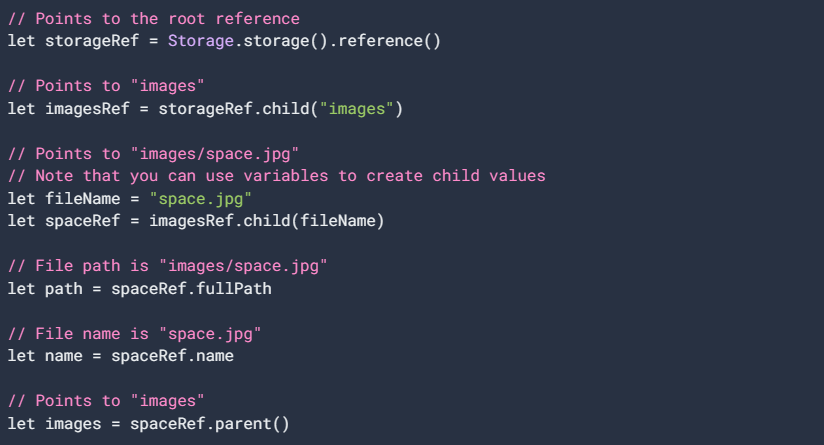 // Points to the root reference
let storageRef = Storage.storage().reference()
// Points to "images"
let imagesRef = storageRef.child("images")
// Points to "images/space.jpg"
// Note that you can use variables to create child values
let fileName = "space.jpg"
let spaceRef = imagesRef.child(fileName)
// File path is "images/space.jpg"
let path = spaceRef.fullPath
// File name is "space.jpg"
let name = spaceRef.name
// Points to "images"
let images = spaceRef.parent()